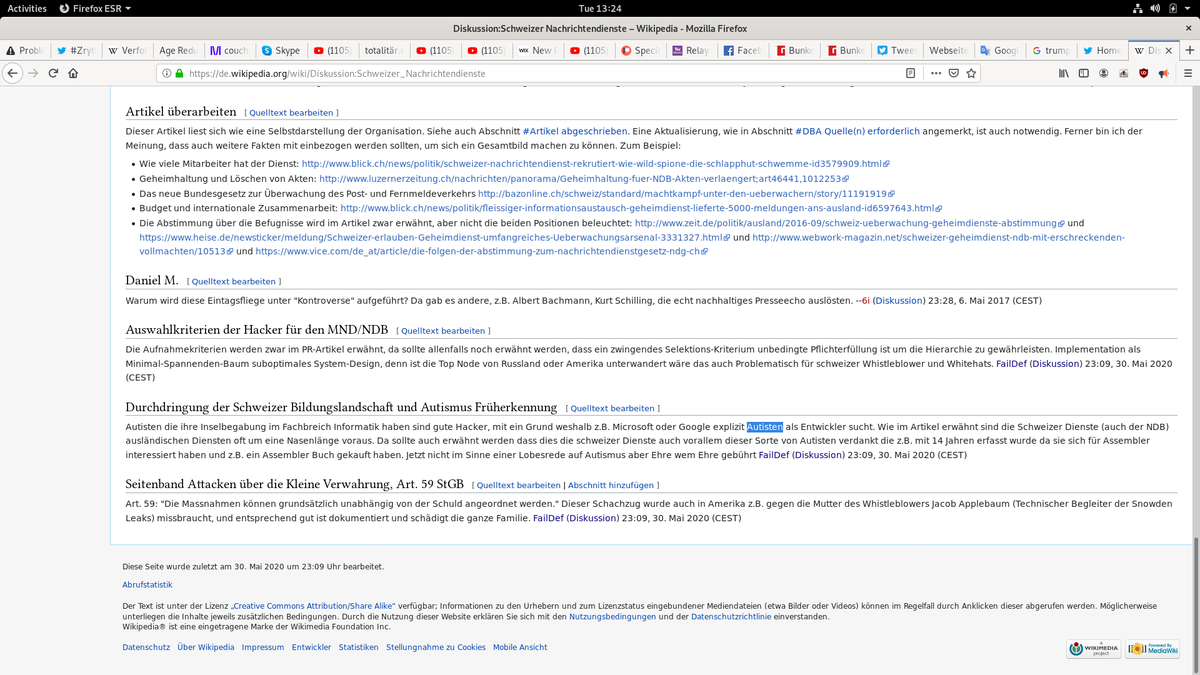 Activities Firefox ESR Tue 13:24
Diskussion:Schweizer Nachrichtendienste – Wikipedia - Mozilla Firefox
Proble #Zryt Verfo Age Redu couch Skype (1105 totalitär (1105 (1105 New (1105 Speci Relay Faceb Bunke Bunke Tweet Webseite Googl trump Home Dis
https://de.wikipedia.org/wiki/Diskussion:Schweizer_Nachrichtendienste
Artikel überarbeiten [ Quelltext bearbeiten ]
Dieser Artikel liest sich wie eine Selbstdarstellung der Organisation. Siehe auch Abschnitt #Artikel abgeschrieben. Eine Aktualisierung, wie in Abschnitt #DBA Quelle(n) erforderlich angemerkt, ist auch notwendig. Ferner bin ich der
Meinung, dass auch weitere Fakten mit einbezogen werden sollten, um sich ein Gesamtbild machen zu können. Zum Beispiel:
• Wie viele Mitarbeiter hat der Dienst: http://www.blick.ch/news/politik/schweizer-nachrichtendienst-rekrutiert-wie-wild-spione-die-schlapphut-schwemme-id3579909.html
• Geheimhaltung und Löschen von Akten: http://www.luzernerzeitung.ch/nachrichten/panorama/Geheimhaltung-fuer-NDB-Akten-verlaengert;art46441,1012253
• Das neue Bundesgesetz zur Überwachung des Post- und Fernmeldeverkehrs http://bazonline.ch/schweiz/standard/machtkampf-unter-den-ueberwachern/story/11191919
• Budget und internationale Zusammenarbeit: http://www.blick.ch/news/politik/fleissiger-informationsaustausch-geheimdienst-lieferte-5000-meldungen-ans-ausland-id6597643.html
• Die Abstimmung über die Befugnisse wird im Artikel zwar erwähnt, aber nicht die beiden Positionen beleuchtet: http://www.zeit.de/politik/ausland/2016-09/schweiz-ueberwachung-geheimdienste-abstimmung und
https://www.heise.de/newsticker/meldung/Schweizer-erlauben-Geheimdienst-umfangreiches-Ueberwachungsarsenal-3331327.html und http://www.webwork-magazin.net/schweizer-geheimdienst-ndb-mit-erschreckenden-
vollmachten/10513 und https://www.vice.com/de_at/article/die-folgen-der-abstimmung-zum-nachrichtendienstgesetz-ndg-ch
Daniel M. [ Quelltext bearbeiten ]
Warum wird diese Eintagsfliege unter "Kontroverse" aufgeführt? Da gab es andere, z.B. Albert Bachmann, Kurt Schilling, die echt nachhaltiges Presseecho auslösten. --6i (Diskussion) 23:28, 6. Mai 2017 (CEST)
Auswahlkriterien der Hacker für den MND/NDB [ Quelltext bearbeiten ]
Die Aufnahmekriterien werden zwar im PR-Artikel erwähnt, da sollte allenfalls noch erwähnt werden, dass ein zwingendes Selektions-Kriterium unbedingte Pflichterfüllung ist um die Hierarchie zu gewährleisten. Implementation als
Minimal-Spannenden-Baum suboptimales System-Design, denn ist die Top Node von Russland oder Amerika unterwandert wäre das auch Problematisch für schweizer Whistleblower und Whitehats. FailDef (Diskussion) 23:09, 30. Mai 2020
(CEST)
Durchdringung der Schweizer Bildungslandschaft und Autismus Früherkennung [ Quelltext bearbeiten ]
Autisten die ihre Inselbegabung im Fachbreich Informatik haben sind gute Hacker, mit ein Grund weshalb z.B. Microsoft oder Google explizit Autisten als Entwickler sucht. Wie im Artikel erwähnt sind die Schweizer Dienste (auch der NDB)
ausländischen Diensten oft um eine Nasenlänge voraus. Da sollte auch erwähnt werden dass dies die schweizer Dienste auch vorallem dieser Sorte von Autisten verdankt die z.B. mit 14 Jahren erfasst wurde da sie sich für Assembler
interessiert haben und z.B. ein Assembler Buch gekauft haben. Jetzt nicht im Sinne einer Lobesrede auf Autismus aber Ehre wem Ehre gebührt FailDef (Diskussion) 23:09, 30. Mai 2020 (CEST)
Seitenband Attacken über die Kleine Verwahrung, Art. 59 StGB [ Quelltext bearbeiten | Abschnitt hinzufügen ]
Art. 59: "Die Massnahmen können grundsätzlich unabhängig von der Schuld angeordnet werden." Dieser Schachzug wurde auch in Amerika z.B. gegen die Mutter des Whistleblowers Jacob Applebaum (Technischer Begleiter der Snowden
Leaks) missbraucht, und entsprechend gut ist dokumentiert und schädigt die ganze Familie. FailDef (Diskussion) 23:09, 30. Mai 2020 (CEST)
Diese Seite wurde zuletzt am 30. Mai 2020 um 23:09 Uhr bearbeitet.
Abrufstatistik
Der Text ist unter der Lizenz „Creative Commons Attribution/Share Alike“ verfügbar; Informationen zu den Urhebern und zum Lizenzstatus eingebundener Mediendateien (etwa Bilder oder Videos) können im Regelfall durch Anklicken dieser abgerufen werden. Möglicherweise
unterliegen die Inhalte jeweils zusätzlichen Bedingungen. Durch die Nutzung dieser Website erklären Sie sich mit den Nutzungsbedingungen und der Datenschutzrichtlinie einverstanden.
Wikipedia® ist eine eingetragene Marke der Wikimedia Foundation Inc.
Datenschutz Über Wikipedia Impressum Entwickler Statistiken Stellungnahme zu Cookies Mobile Ansicht
A WIKIMEDIA project Powered By MediaWiki